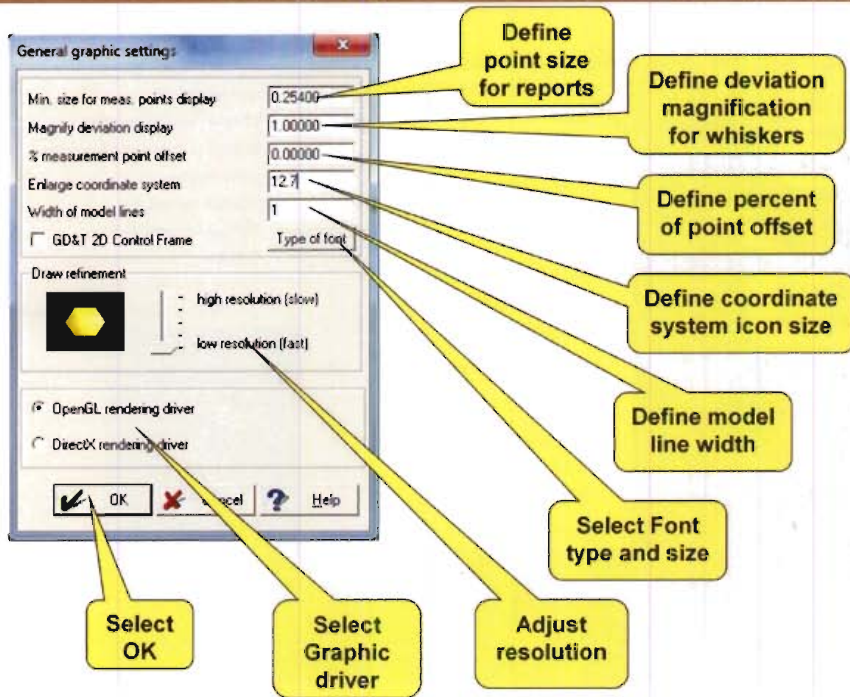 General graphic settings
x
Min. size for meas. points display
0.25400
Magnify deviation display
1.00000
% measurement point offset
0.00000
Enlarge coordinate system
12.7
Width of model lines
1
GD&T 2D Control Frame
Type of font
Draw refinement
high resolution (slow)
low resolution (fast)
OpenGL rendering driver
DirectX rendering driver
OK
Cancel
? Help
Define
point size
for reports
Define deviation
magnification
for whiskers
Define percent
of point offset
Define coordinate
system icon size
Define model
line width
Select Font
type and size
Adjust
resolution
Select
Graphic
driver
Select
OK